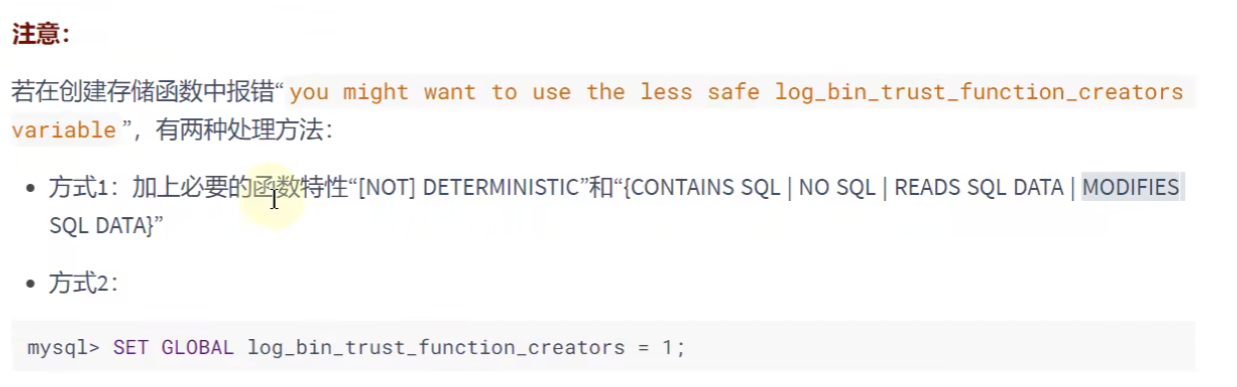 注意：
若在创建存储函数中报错“you might want to use the less safe log_bin_trust_function_creators
variable”，有两种处理方法：
• 方式1：加上必要的函数特性“[NOT] DETERMINISTIC”和“{CONTAINS SQL | NO SQL | READS SQL DATA | MODIFIES
SQL DATA}”
• 方式2：
mysql> SET GLOBAL log_bin_trust_function_creators = 1;